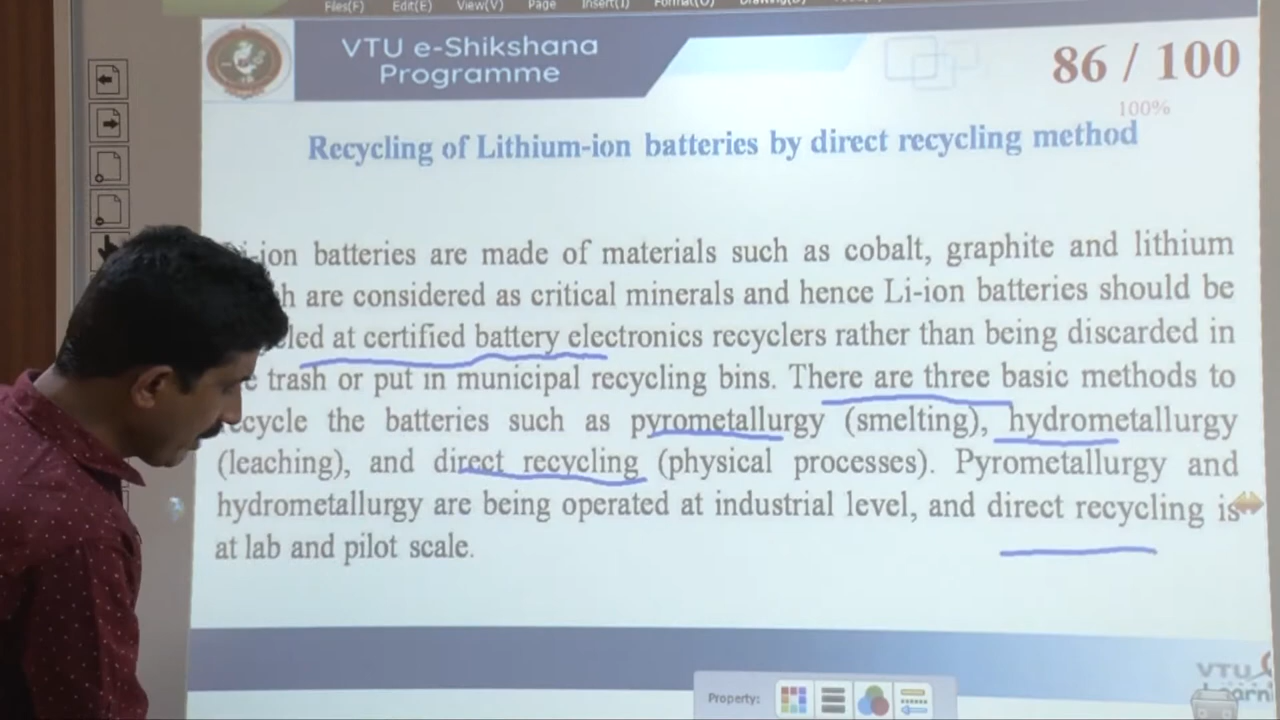 Files(F) Edit(E) View(V) Page Insert(I) Format(O)
VTU e-Shikshana
Programme
86 / 100
100%
Recycling of Lithium-ion batteries by direct recycling method
-ion batteries are made of materials such as cobalt, graphite and lithium
h are considered as critical minerals and hence Li-ion batteries should be
led at certified battery electronics recyclers rather than being discarded in
trash or put in municipal recycling bins. There are three basic methods to
ecycle the batteries such as pyrometallurgy (smelting), hydrometallurgy
(leaching), and direct recycling (physical processes). Pyrometallurgy and
hydrometallurgy are being operated at industrial level, and direct recycling is
at lab and pilot scale.
VTU
Learn
Property: